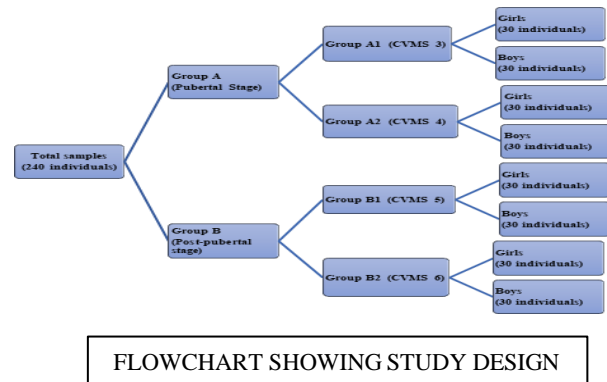 Total samples
(240 individuals)
Group A
(Pubertal Stage)
Group A1 (CVMS 3)
Girls
(30 individuals)
Boys
(30 individuals)
Group A2 (CVMS 4)
Girls
(30 individuals)
Boys
(30 individuals)
Group B
(Post-pubertal
stage)
Group B1 (CVMS 5)
Girls
(30 individuals)
Boys
(30 individuals)
Group B2 (CVMS 6)
Girls
(30 individuals)
Boys
(30 individuals)
FLOWCHART SHOWING STUDY DESIGN